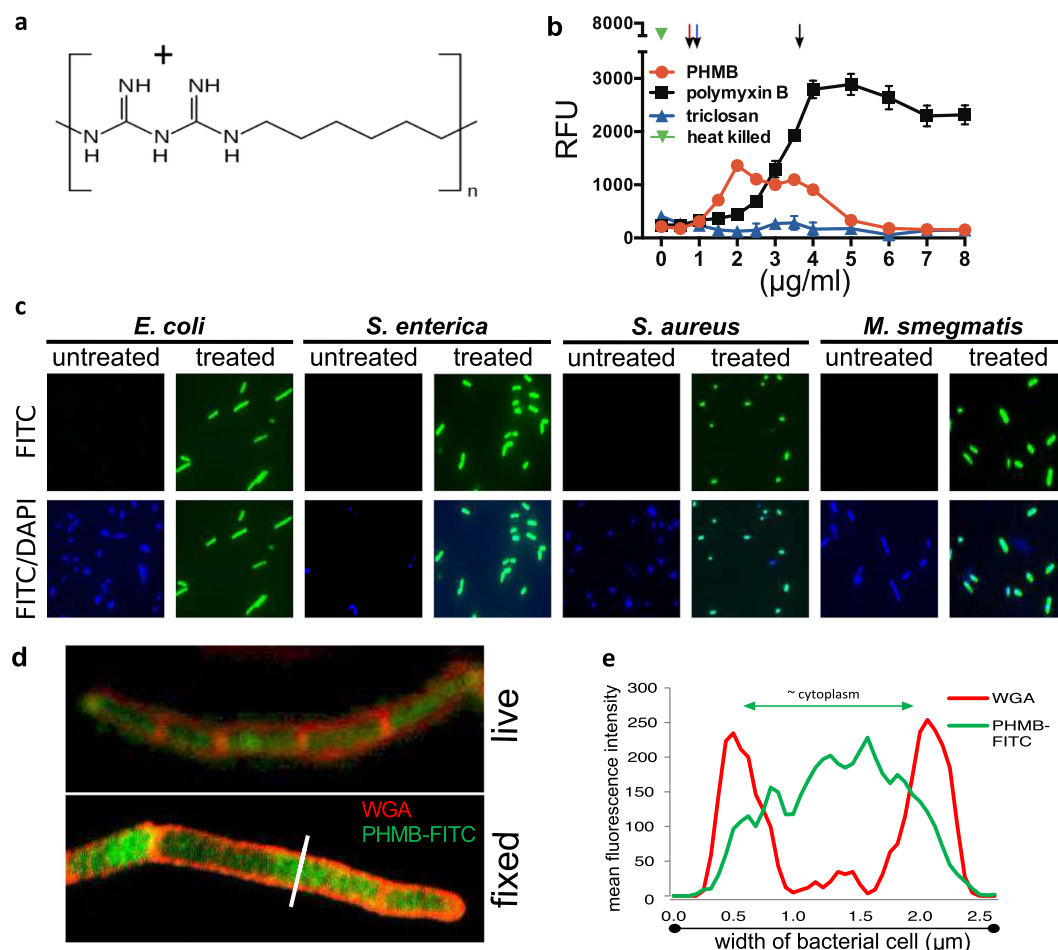 a
+
NH NH
N H N H N H
n
b
8000
3000
2000
1000
0
RFU
PHMB
polymyxin B
triclosan
heat killed
0 1 2 3 4 5 6 7 8
(µg/ml)
c
E. coli S. enterica S. aureus M. smegmatis
untreated treated untreated treated untreated treated untreated treated
FITC
FITC/DAPI
d
live
WGA
PHMB-FITC
fixed
e
300
250
200
150
100
50
0
mean fluorescence intensity
~ cytoplasm
WGA
PHMB-
FITC
0.0 0.5 1.0 1.5 2.0 2.5
width of bacterial cell (µm)